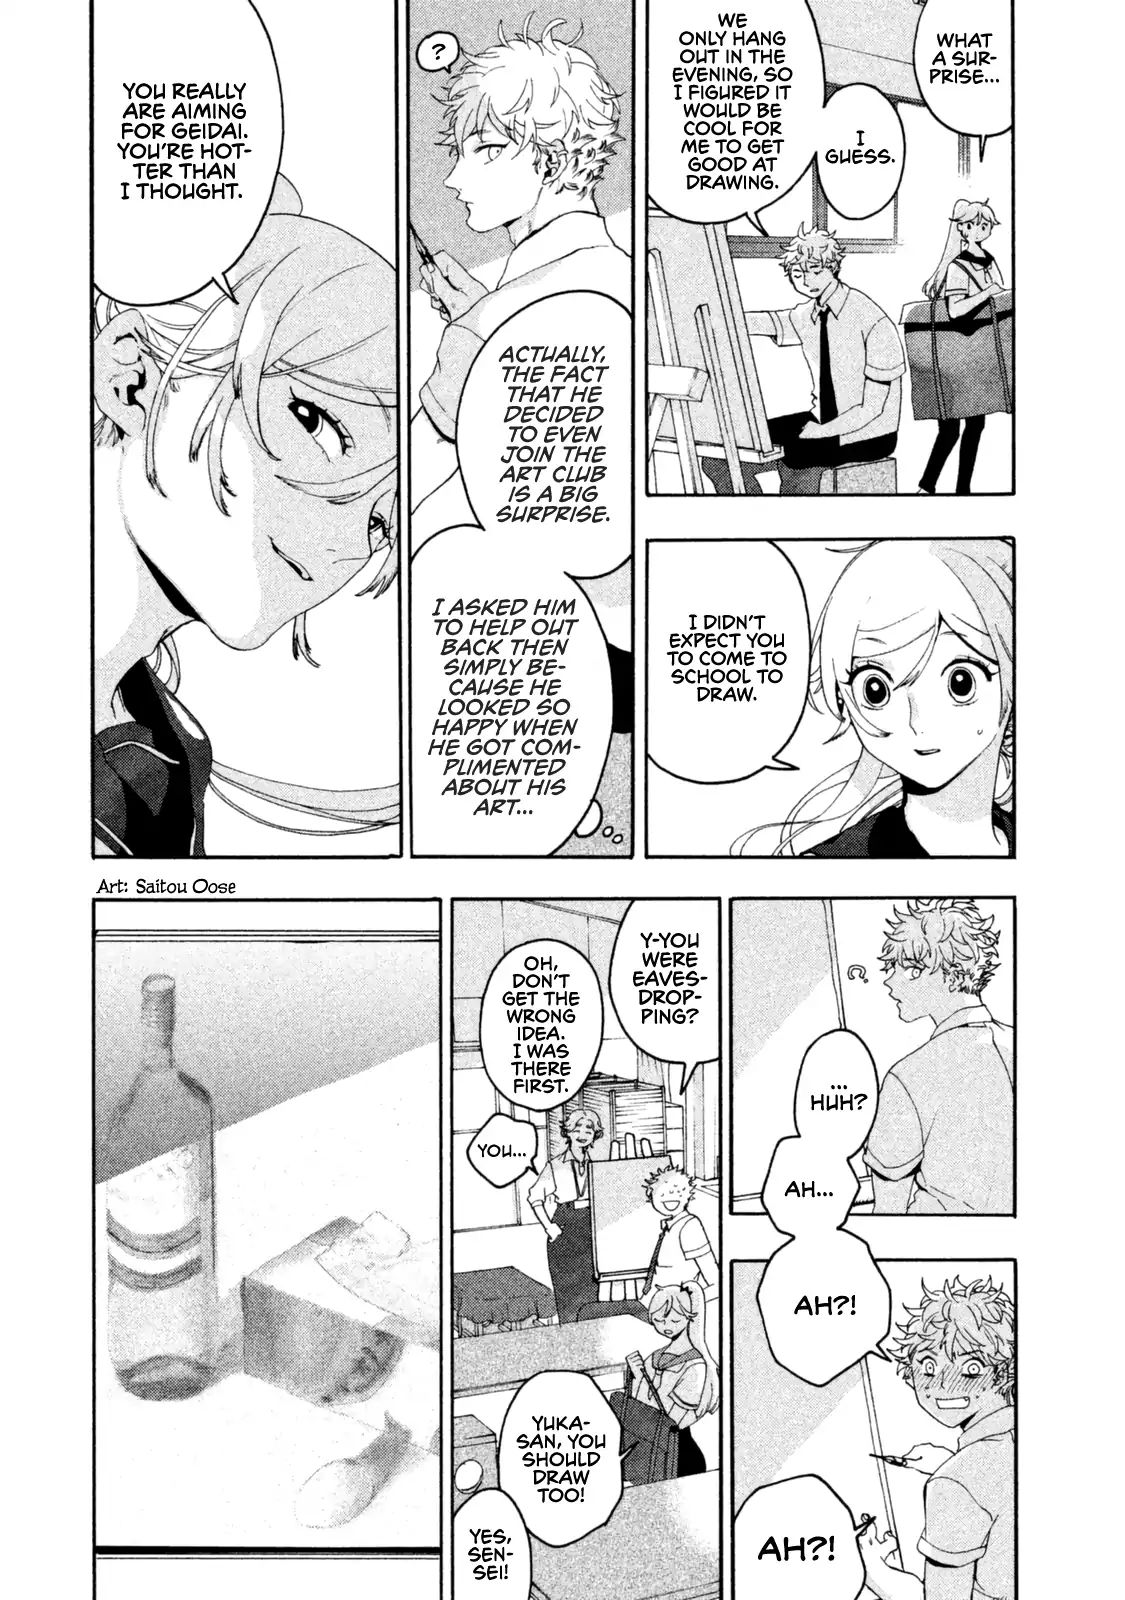 WHAT
A SUR-
PRISE...
I
GUESS.
WE
ONLY HANG
OUT IN THE
EVENING, SO
I FIGURED IT
WOULD BE
COOL FOR
ME TO GET
GOOD AT
DRAWING.
I DIDN'T
EXPECT YOU
TO COME TO
SCHOOL TO
DRAW.
?
ACTUALLY,
THE FACT
THAT HE
DECIDED
TO EVEN
JOIN THE
ART CLUB
IS A BIG
SURPRISE.
I ASKED HIM
TO HELP OUT
BACK THEN
SIMPLY BE-
CAUSE HE
LOOKED SO
HAPPY WHEN
HE GOT COM-
PLIMENTED
ABOUT HIS
ART...
YOU REALLY
ARE AIMING
FOR GEIDAI.
YOU'RE HOT-
TER THAN
I THOUGHT.
Art: Saitou Oose
?
...
HUH?
AH...
AH?!
AH?!
Y-YOU
WERE
EAVES-
DROP-
PING?
OH,
DON'T
GET THE
WRONG
IDEA.
I WAS
THERE
FIRST.
YOU...
YUKA-
SAN, YOU
SHOULD
DRAW
TOO!
YES,
SEN-
SEI!